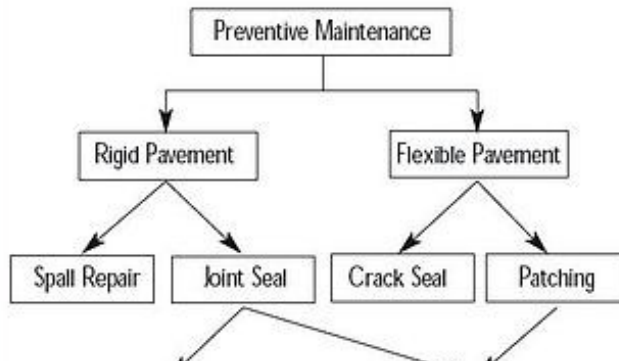 Preventive Maintenance
Rigid Pavement
Flexible Pavement
Spall Repair
Joint Seal
Crack Seal
Patching